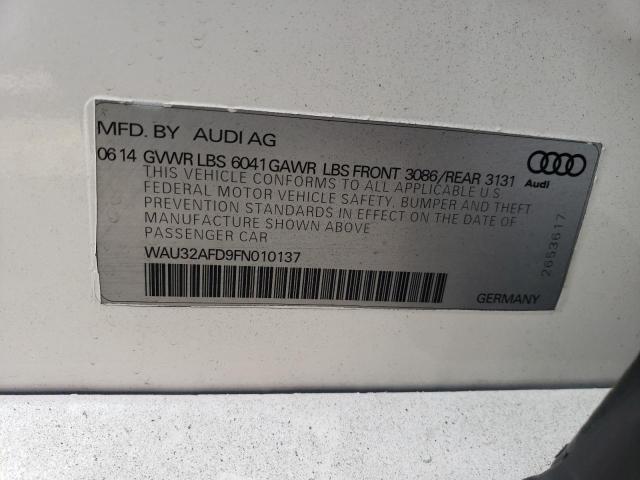 MFD. BY AUDI AG
0614 GVWR LBS 6041 GAWR LBS FRONT 3086/REAR 3131
THIS VEHICLE CONFORMS TO ALL APPLICABLE U S
FEDERAL MOTOR VEHICLE SAFETY, BUMPER AND THEFT
PREVENTION STANDARDS IN EFFECT ON THE DATE OF
MANUFACTURE SHOWN ABOVE
PASSENGER CAR
WAU32AFD9FN010137
Audi
2653617
GERMANY